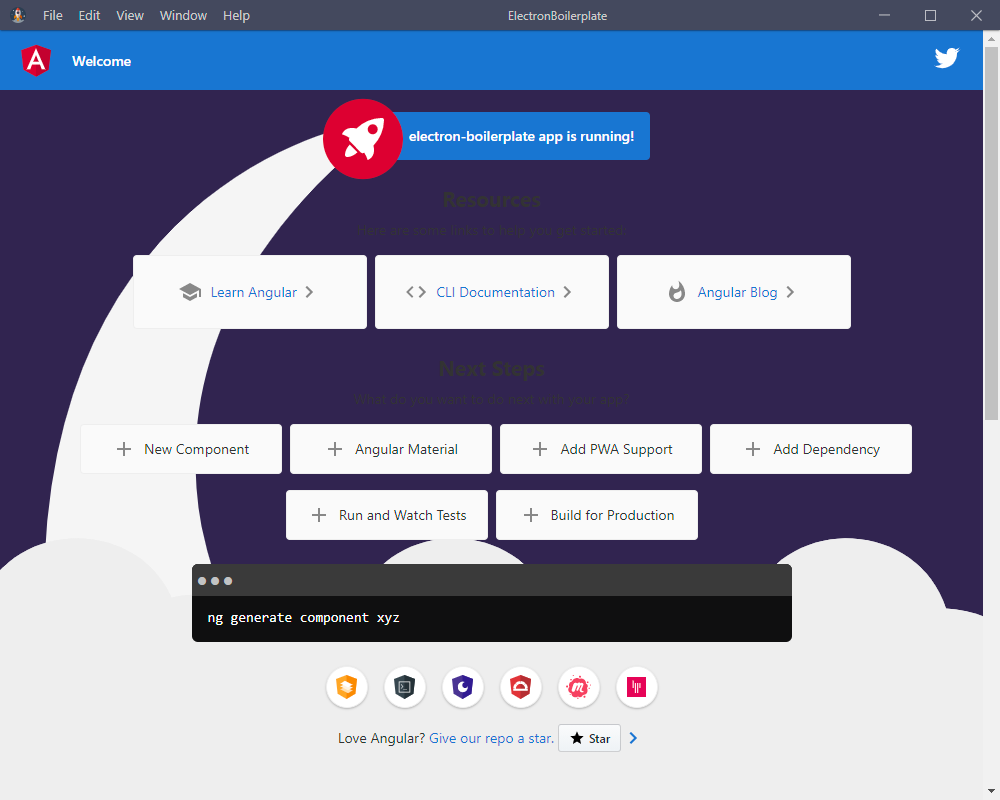 File Edit View Window Help ElectronBoilerplate
Welcome
electron-boilerplate app is running!
Resources
Here are some links to help you get started:
Learn Angular
CLI Documentation
Angular Blog
Next Steps
What do you want to do next with your app?
New Component
Angular Material
Add PWA Support
Add Dependency
Run and Watch Tests
Build for Production
ng generate component xyz
Love Angular? Give our repo a star. Star